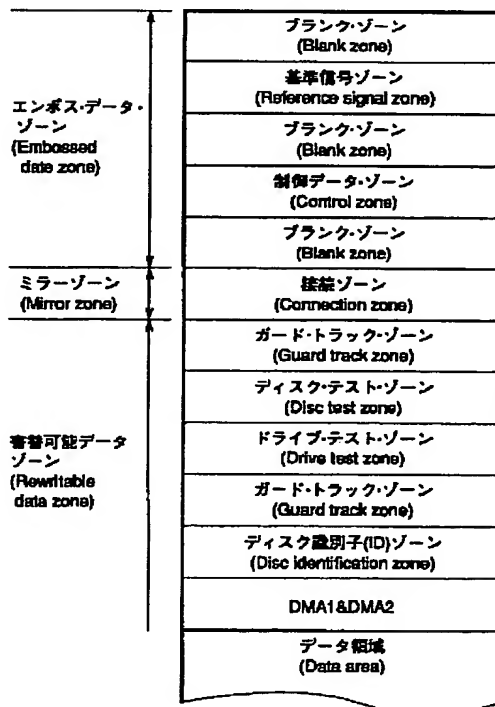 ブランク・ゾーン
(Blank zone)
基準信号ゾーン
(Reference signal zone)
ブランク・ゾーン
(Blank zone)
制御データ・ゾーン
(Control zone)
ブランク・ゾーン
(Blank zone)
エンボス・データ・
ゾーン
(Embossed
date zone)
ミラーゾーン
(Mirror zone)
接続ゾーン
(Connection zone)
ガード・トラック・ゾーン
(Guard track zone)
ディスク・テスト・ゾーン
(Disc test zone)
ドライブ・テスト・ゾーン
(Drive test zone)
ガード・トラック・ゾーン
(Guard track zone)
ディスク識別子(ID)ゾーン
(Disc identification zone)
DMA1&DMA2
データ領域
(Data area)
書替可能データ
ゾーン
(Rewritable
data zone)